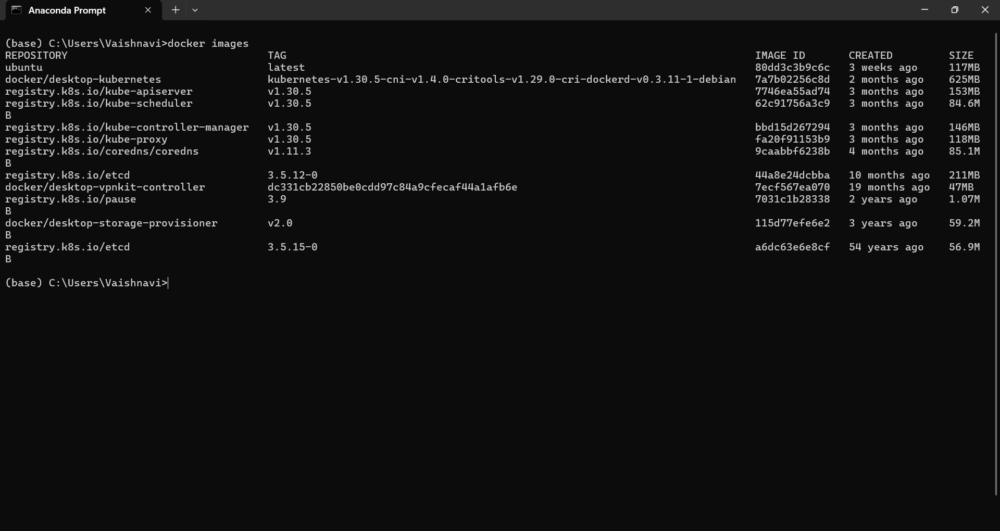 Anaconda Prompt
(base) C:\Users\Vaishnavi>docker images
REPOSITORY TAG IMAGE ID CREATED SIZE
ubuntu latest 80dd3c3b9c6c 3 weeks ago 117MB
docker/desktop-kubernetes kubernetes-v1.30.5-cni-v1.4.0-critools-v1.29.0-cri-dockerd-v0.3.11-1-debian 7a7b02256c8d 2 months ago 625MB
registry.k8s.io/kube-apiserver v1.30.5 7746ea55ad74 3 months ago 153MB
registry.k8s.io/kube-scheduler v1.30.5 62c91756a3c9 3 months ago 84.6M
B
registry.k8s.io/kube-controller-manager v1.30.5 bbd15d267294 3 months ago 146MB
registry.k8s.io/kube-proxy v1.30.5 fa20f91153b9 3 months ago 118MB
registry.k8s.io/coredns/coredns v1.11.3 9caabbf6238b 4 months ago 85.1M
B
registry.k8s.io/etcd 3.5.12-0 44a8e24dcbba 10 months ago 211MB
docker/desktop-vpnkit-controller dc331cb22850be0cdd97c84a9cfecaf44a1afb6e 7ecf567ea070 19 months ago 47MB
registry.k8s.io/pause 3.9 7031c1b28338 2 years ago 1.07M
B
docker/desktop-storage-provisioner v2.0 115d77efe6e2 3 years ago 59.2M
B
registry.k8s.io/etcd 3.5.15-0 a6dc63e6e8cf 54 years ago 56.9M
B
(base) C:\Users\Vaishnavi>